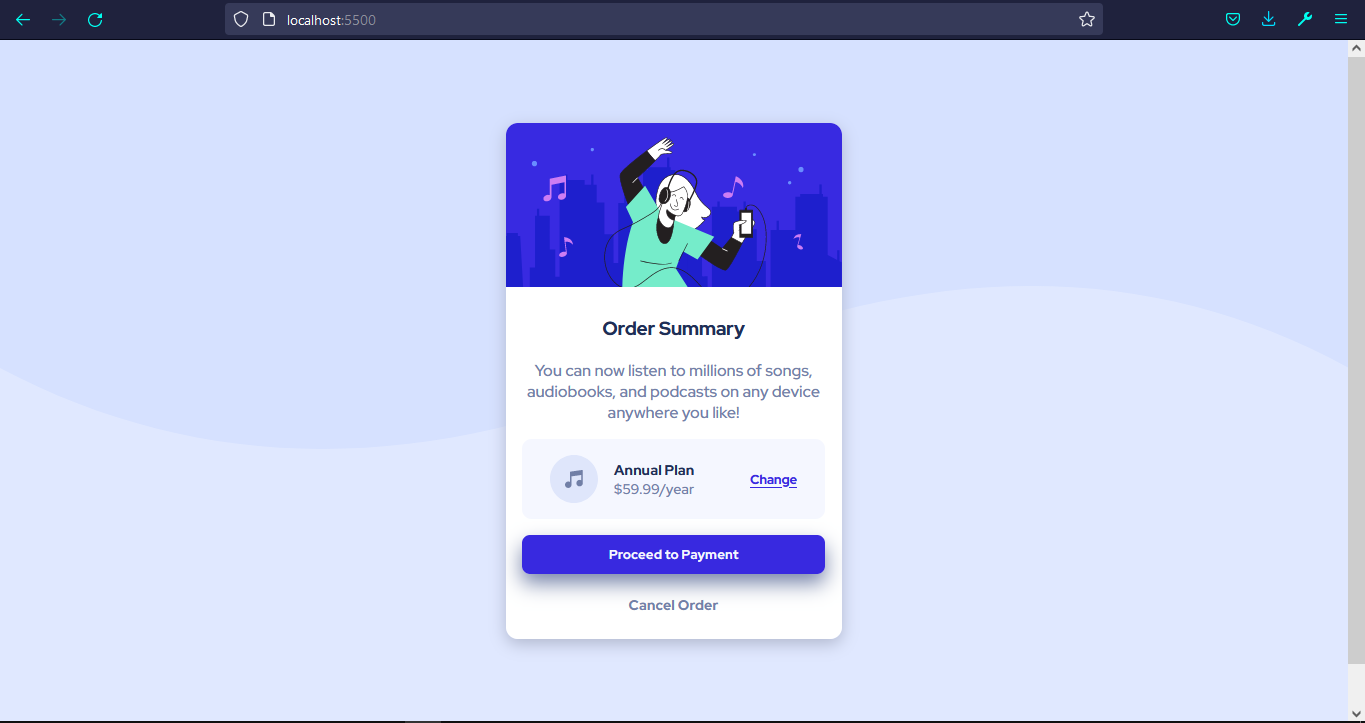 localhost:5500
Order Summary
You can now listen to millions of songs,
audiobooks, and podcasts on any device
anywhere you like!
Annual Plan
$59.99/year
Change
Proceed to Payment
Cancel Order